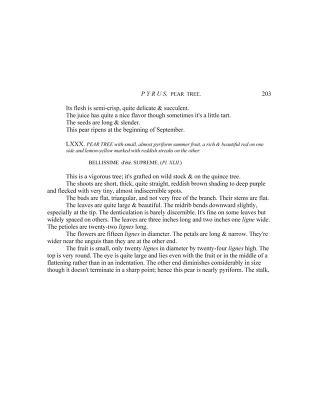 P Y R U S, PEAR TREE. 203
Its flesh is semi-crisp, quite delicate & succulent.
The juice has quite a nice flavor though sometimes it's a little tart.
The seeds are long & slender.
This pear ripens at the beginning of September.
LXXX. PEAR TREE with small, almost pyriform summer fruit, a rich & beautiful red on one
side and lemon-yellow marked with reddish streaks on the other
BELLISSIME d'été. SUPREME, (Pl. XLII.)
This is a vigorous tree; it's grafted on wild stock & on the quince tree.
The shoots are short, thick, quite straight, reddish brown shading to deep purple
and flecked with very tiny, almost indiscernible spots.
The buds are flat, triangular, and not very free of the branch. Their stems are flat.
The leaves are quite large & beautiful. The midrib bends downward slightly,
especially at the tip. The denticulation is barely discernible. It's fine on some leaves but
widely spaced on others. The leaves are three inches long and two inches one ligne wide.
The petioles are twenty-two lignes long.
The flowers are fifteen lignes in diameter. The petals are long & narrow. They're
wider near the unguis than they are at the other end.
The fruit is small, only twenty lignes in diameter by twenty-four lignes high. The
top is very round. The eye is quite large and lies even with the fruit or in the middle of a
flattening rather than in an indentation. The other end diminishes considerably in size
though it doesn't terminate in a sharp point; hence this pear is nearly pyriform. The stalk,